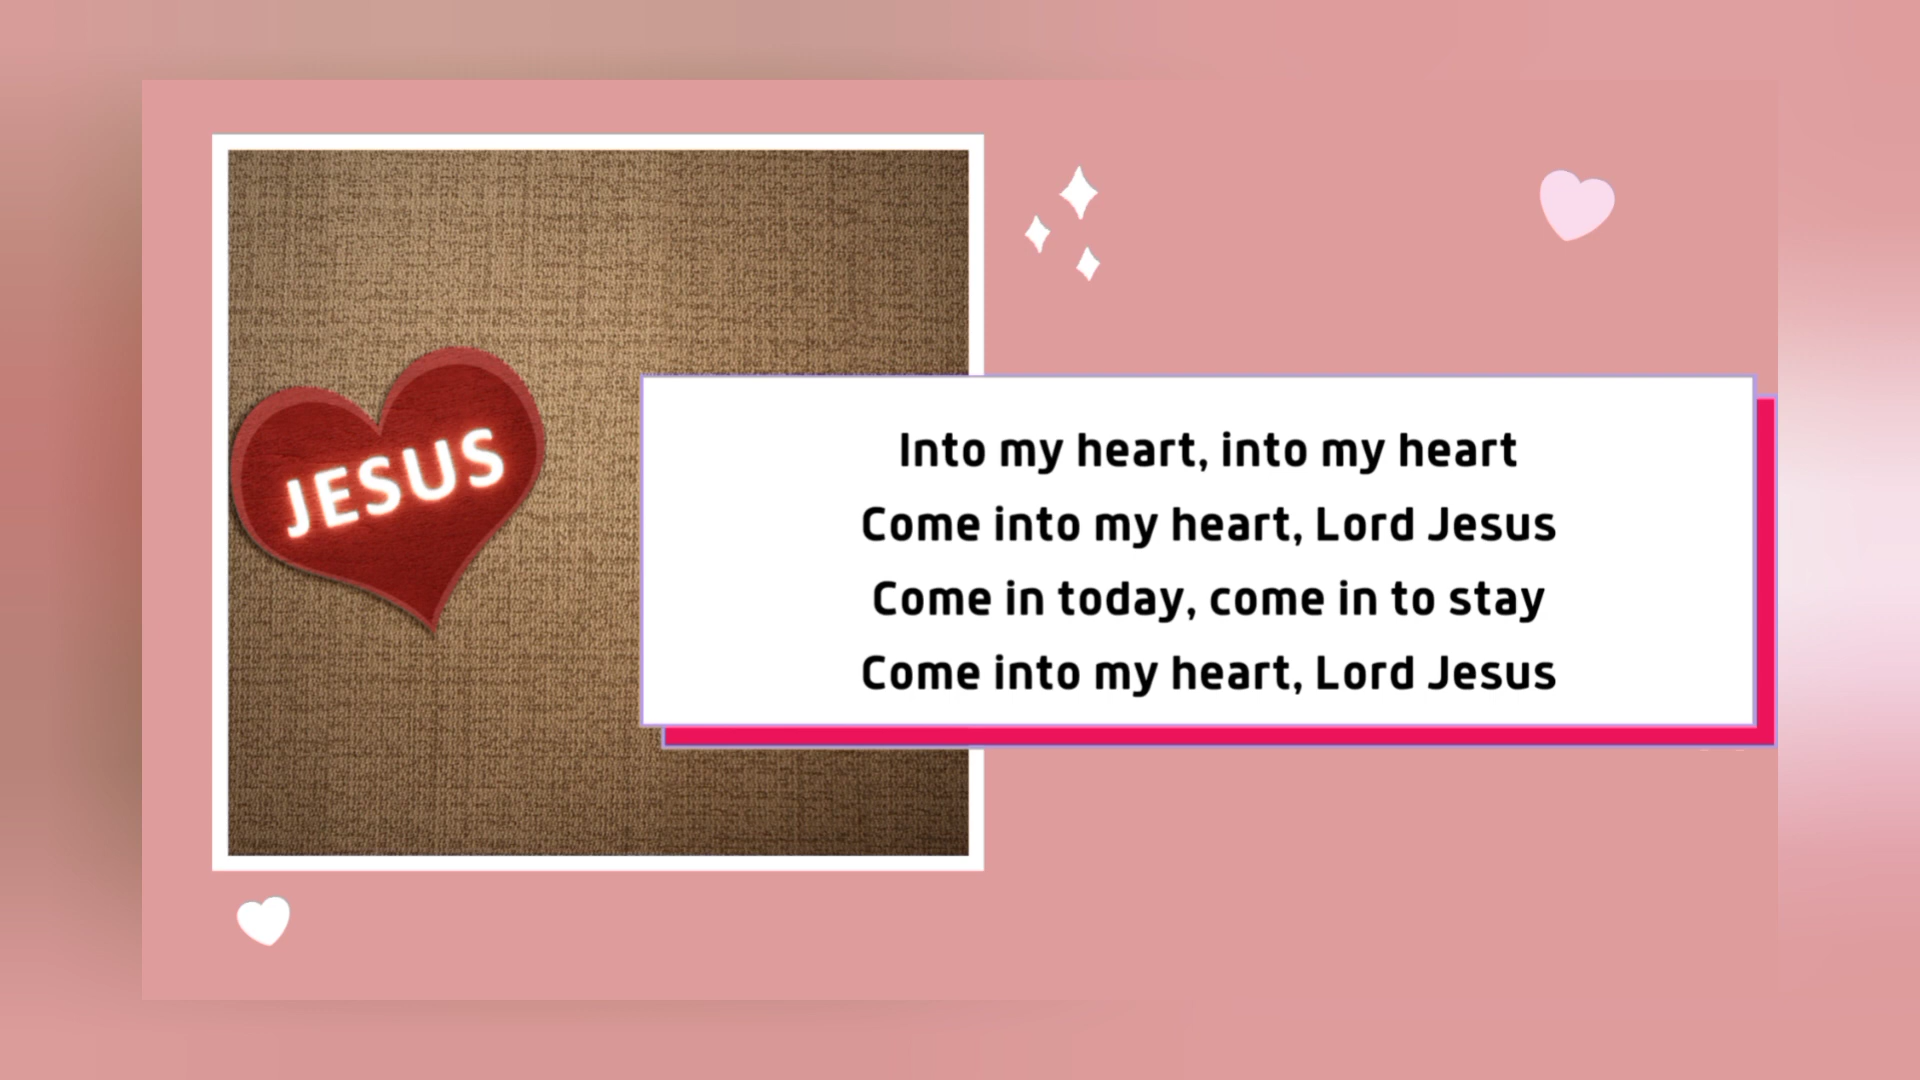 JESUS
Into my heart, into my heart
Come into my heart, Lord Jesus
Come in today, come in to stay
Come into my heart, Lord Jesus